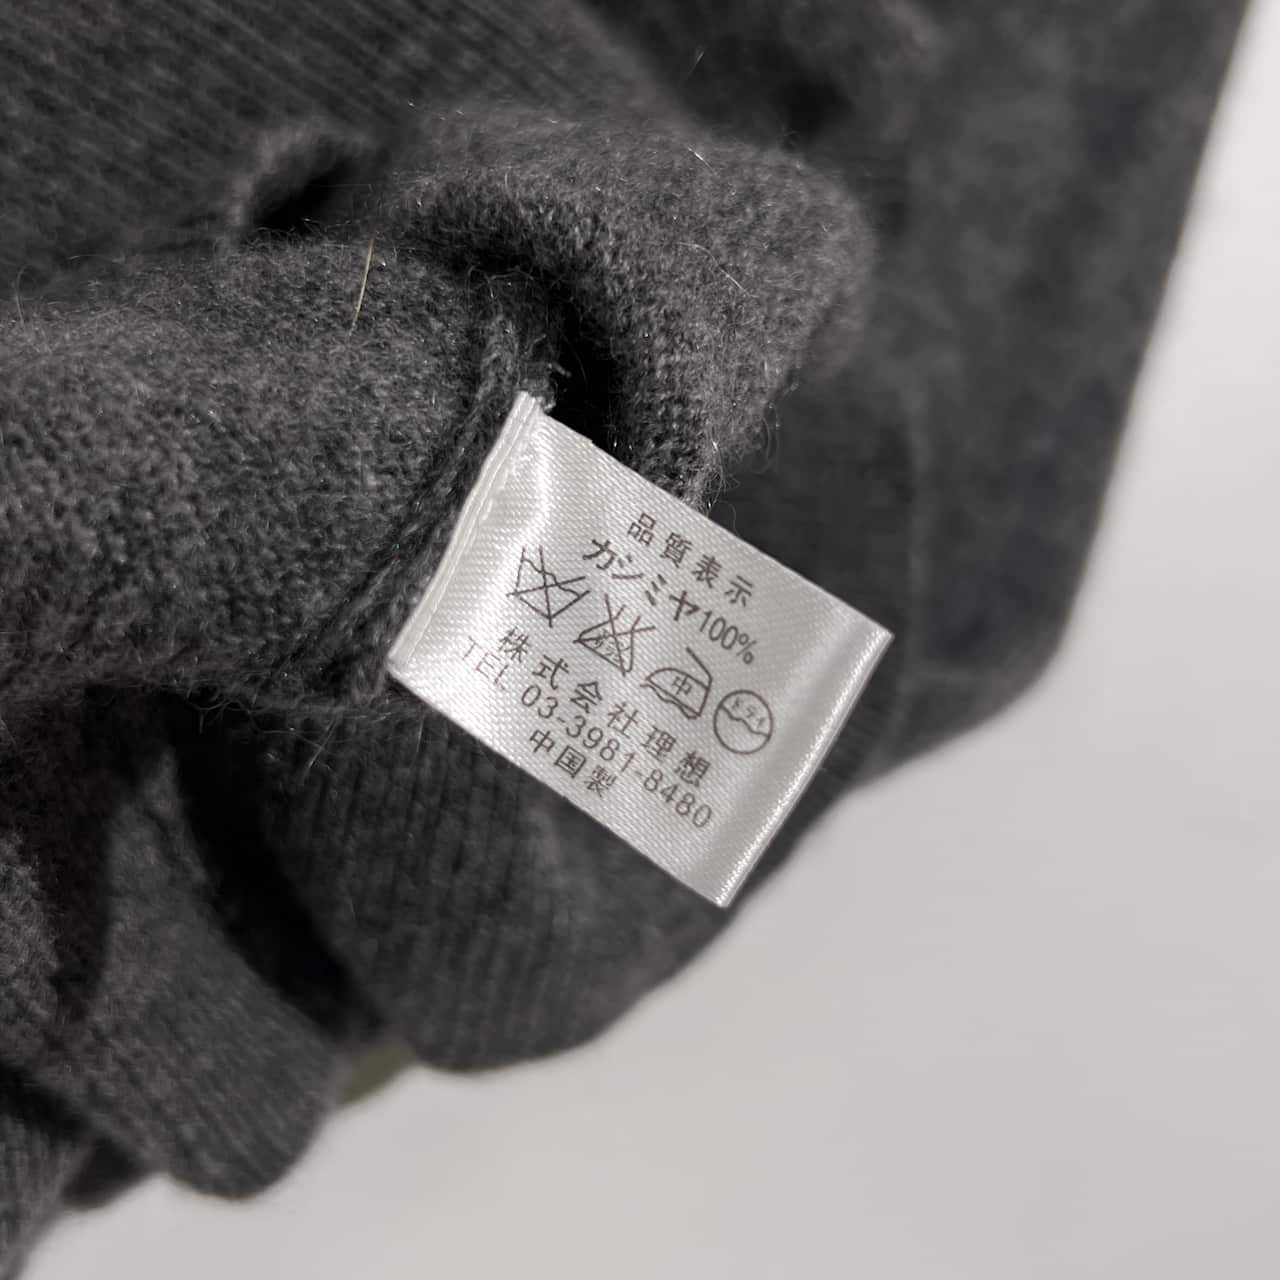 品質表示
カシミヤ100%
中 ドライ
株式会社理想
TEL 03-3981-8480
中国製